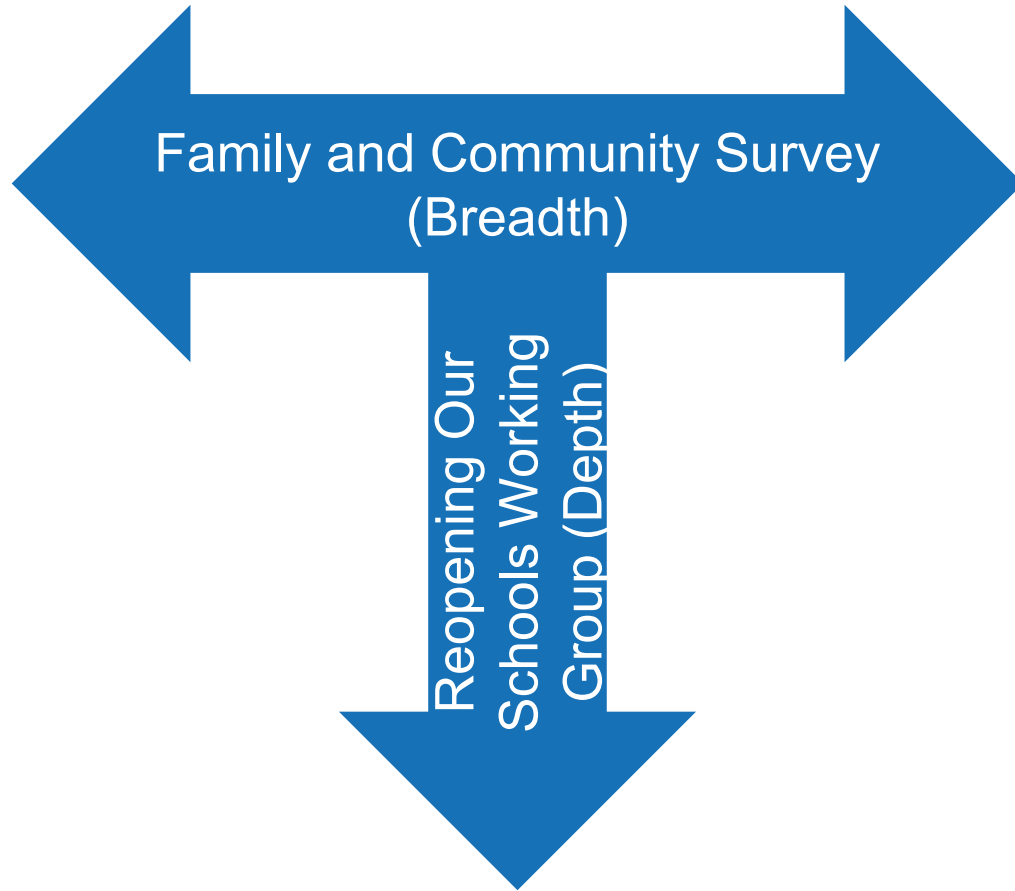 Family and Community Survey
(Breadth)
Reopening Our
Schools Working
Group (Depth)